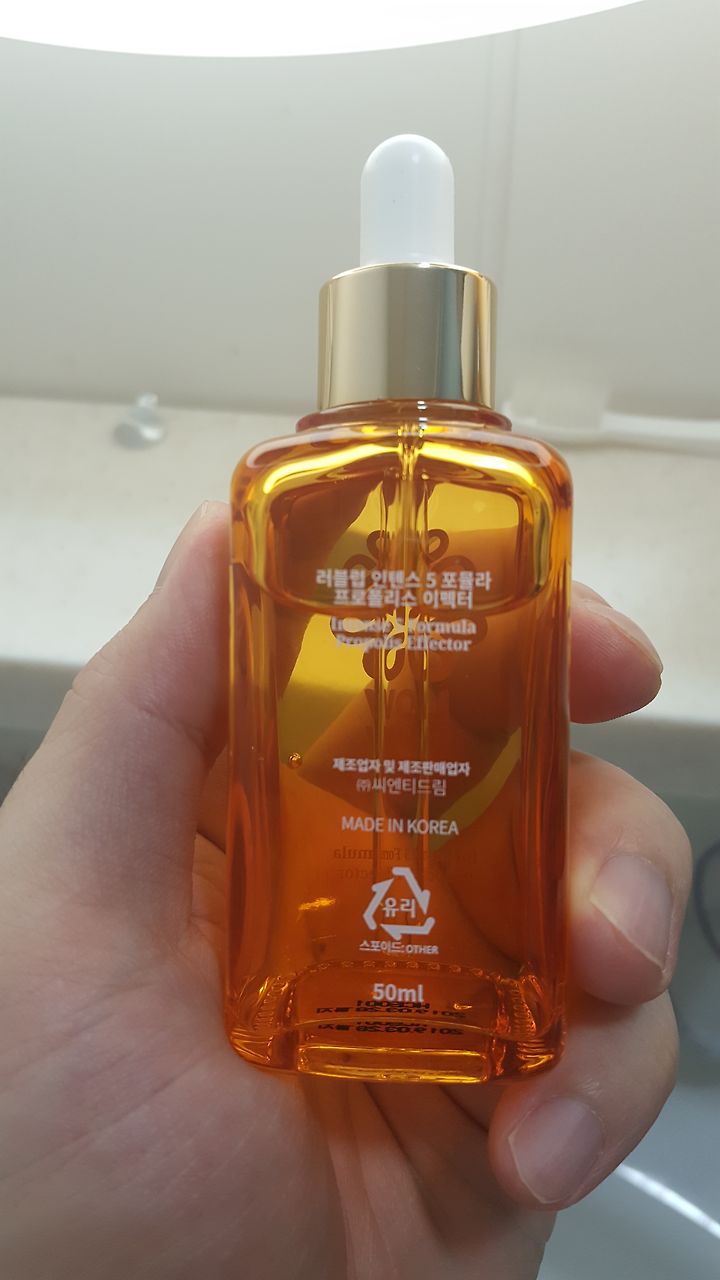 러블럽 인텐스 5 포뮬라
프로폴리스 이펙터
Intense 5 Formula
Propolis Effector
제조업자 및 제조판매업자
㈜씨엔티드림
MADE IN KOREA
유리
스포이드: OTHER
50ml